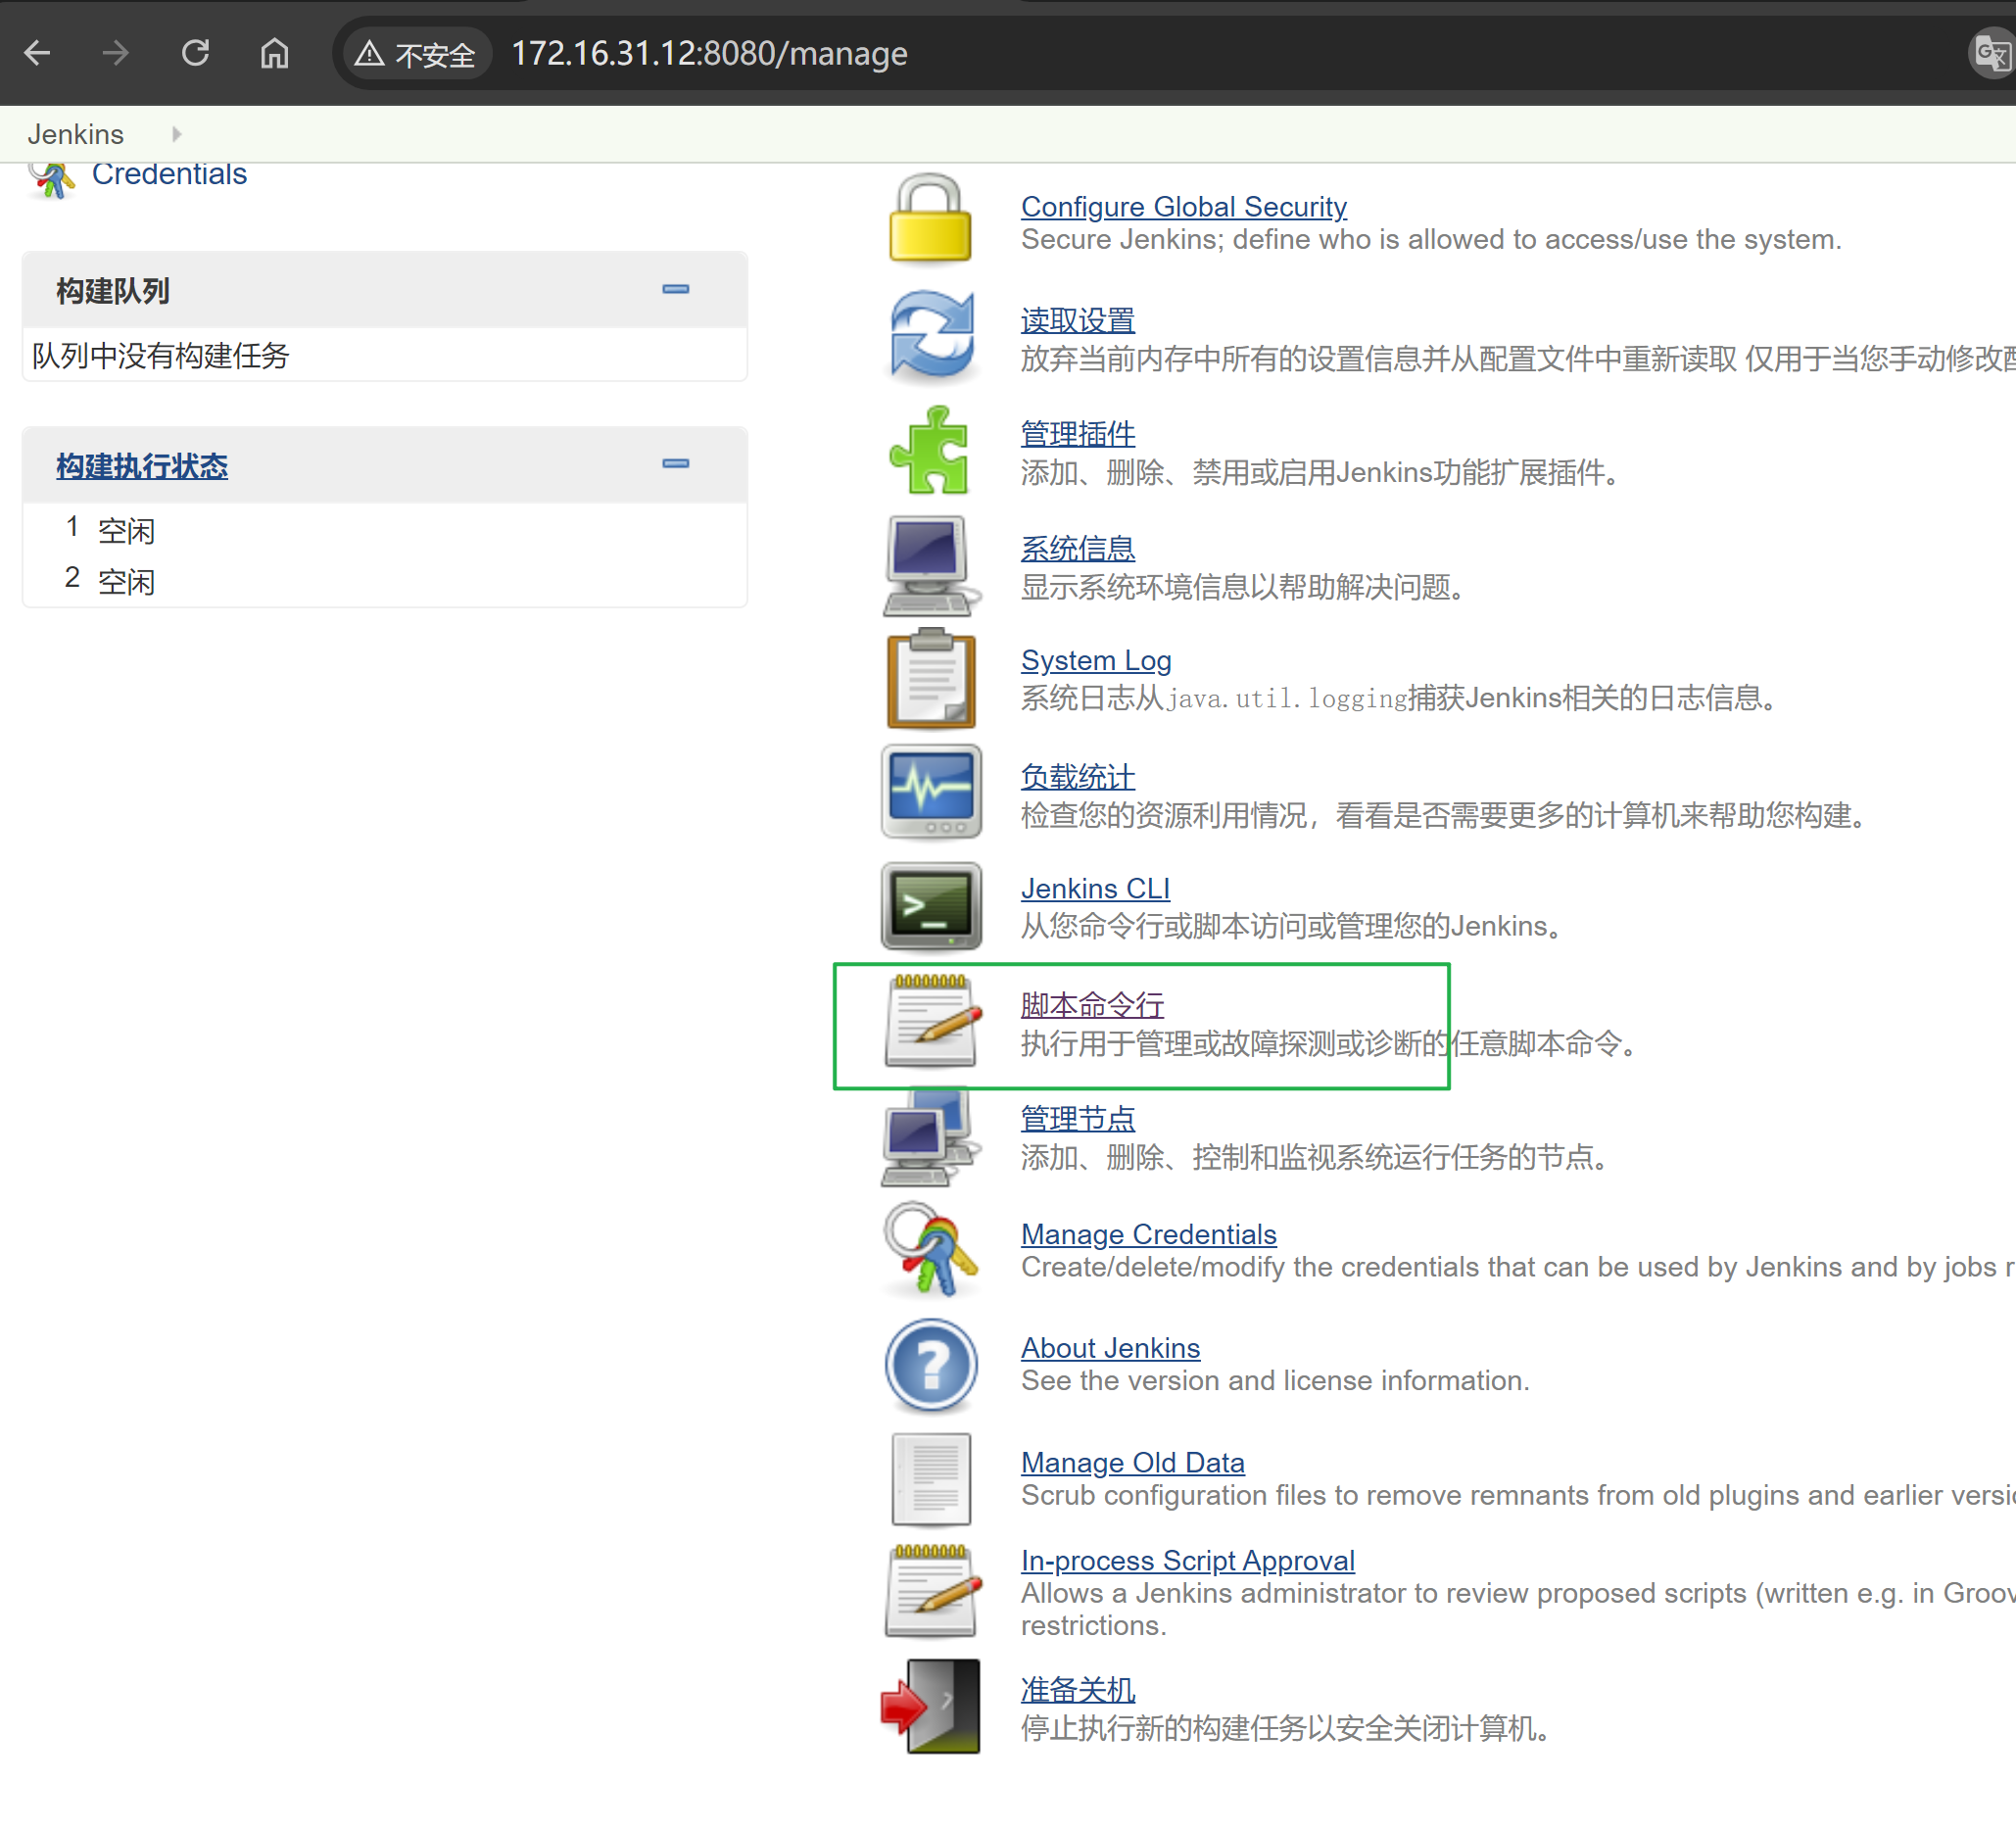 不安全 172.16.31.12:8080/manage
Jenkins
Credentials
构建队列
队列中没有构建任务
构建执行状态
1 空闲
2 空闲
Configure Global Security
Secure Jenkins; define who is allowed to access/use the system.
读取设置
放弃当前内存中所有的设置信息并从配置文件中重新读取 仅用于当您手动修改
管理插件
添加、删除、禁用或启用Jenkins功能扩展插件。
系统信息
显示系统环境信息以帮助解决问题。
System Log
系统日志从java.util.logging捕获Jenkins相关的日志信息。
负载统计
检查您的资源利用情况，看看是否需要更多的计算机来帮助您构建。
Jenkins CLI
从您命令行或脚本访问或管理您的Jenkins。
脚本命令行
执行用于管理或故障探测或诊断的任意脚本命令。
管理节点
添加、删除、控制和监视系统运行任务的节点。
Manage Credentials
Create/delete/modify the credentials that can be used by Jenkins and by jobs r
About Jenkins
See the version and license information.
Manage Old Data
Scrub configuration files to remove remnants from old plugins and earlier versi
In-process Script Approval
Allows a Jenkins administrator to review proposed scripts (written e.g. in Groov
restrictions.
准备关机
停止执行新的构建任务以安全关闭计算机。